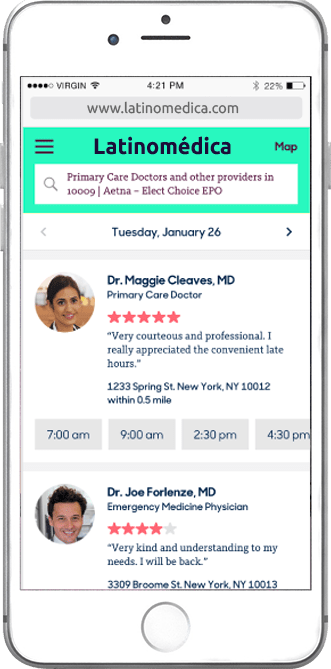 VIRGIN 4:21 PM 22%
www.latinomedica.com
Latinomédica Map
Primary Care Doctors and other providers in
10009 | Aetna – Elect Choice EPO
< Tuesday, January 26 >
Dr. Maggie Cleaves, MD
Primary Care Doctor
“Very courteous and professional. I
really appreciated the convenient late
hours.”
1233 Spring St. New York, NY 10012
within 0.5 mile
7:00 am 9:00 am 2:30 pm 4:30 pm
Dr. Joe Forlenze, MD
Emergency Medicine Physician
“Very kind and understanding to my
needs. I will be back.”
3309 Broome St. New York, NY 10013